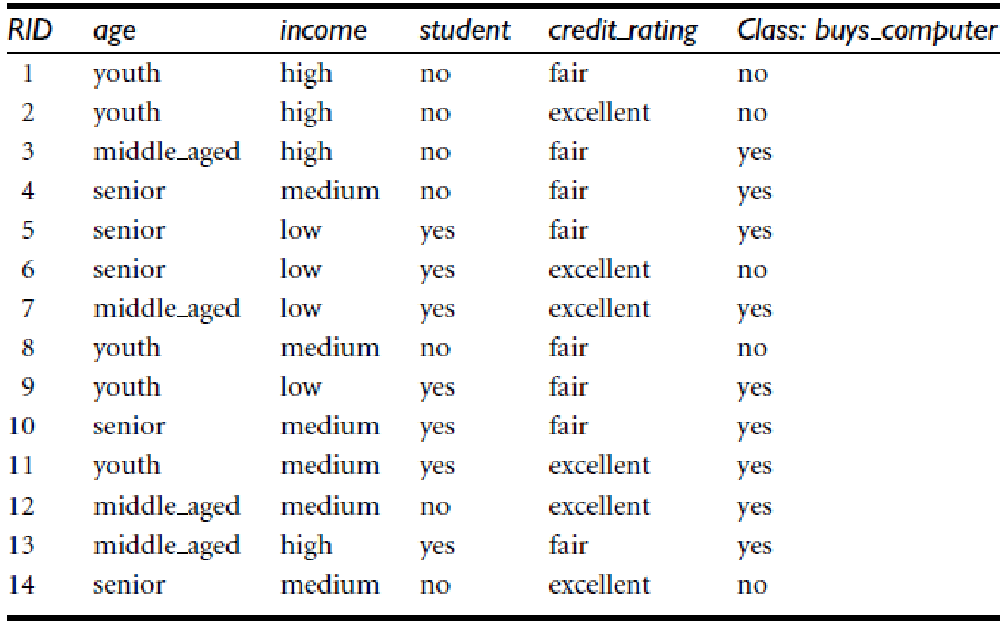 RID age income student credit_rating Class: buys_computer
1 youth high no fair no
2 youth high no excellent no
3 middle_aged high no fair yes
4 senior medium no fair yes
5 senior low yes fair yes
6 senior low yes excellent no
7 middle_aged low yes excellent yes
8 youth medium no fair no
9 youth low yes fair yes
10 senior medium yes fair yes
11 youth medium yes excellent yes
12 middle_aged medium no excellent yes
13 middle_aged high yes fair yes
14 senior medium no excellent no